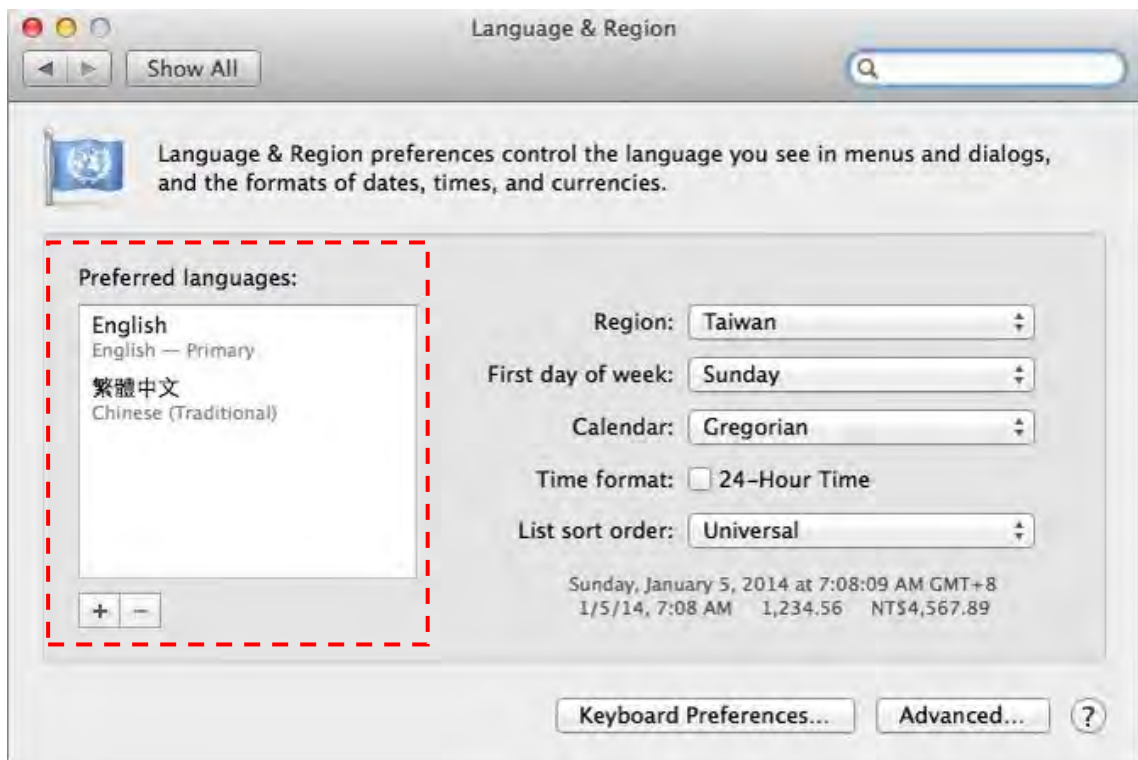 Language & Region
Show All
Language & Region preferences control the language you see in menus and dialogs,
and the formats of dates, times, and currencies.
Preferred languages:
English
English — Primary
繁體中文
Chinese (Traditional)
+ −
Region: Taiwan
First day of week: Sunday
Calendar: Gregorian
Time format: 24-Hour Time
List sort order: Universal
Sunday, January 5, 2014 at 7:08:09 AM GMT+8
1/5/14, 7:08 AM 1,234.56 NT$4,567.89
Keyboard Preferences... Advanced... ?